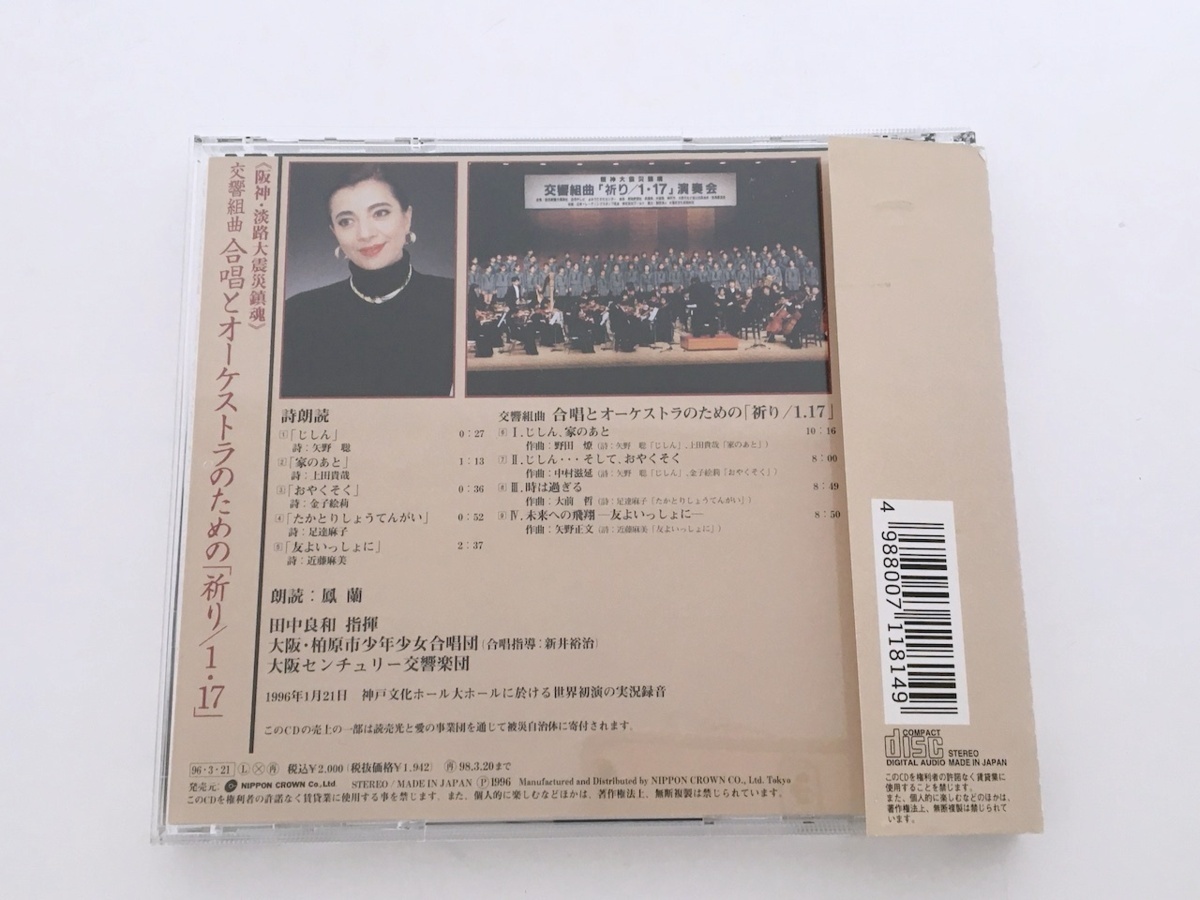 《阪神・淡路大震災鎮魂》
交響組曲 合唱とオーケストラのための「祈り/1・17」
阪神大震災鎮魂
交響組曲「祈り/1・17」演奏会
詩朗読
①「じしん」 0:27
詩:矢野 聡
②「家のあと」 1:13
詩:上田貴哉
③「おやくそく」 0:36
詩:金子絵莉
④「たかとりしょうてんがい」 0:52
詩:足達麻子
⑤「友よいっしょに」 2:37
詩:近藤麻美
交響組曲 合唱とオーケストラのための「祈り/1.17」
⑥Ⅰ.じしん、家のあと 10:16
作曲:野田 燎(詩:矢野 聡「じしん」、上田貴哉「家のあと」)
⑦Ⅱ.じしん・・・そして、おやくそく 8:00
作曲:中村滋延(詩:矢野 聡「じしん」、金子絵莉「おやくそく」)
⑧Ⅲ.時は過ぎる 8:49
作曲:大前 哲(詩:足達麻子「たかとりしょうてんがい」)
⑨Ⅳ.未来への飛翔―友よいっしょに― 8:50
作曲:矢野正文(詩:近藤麻美「友よいっしょに」)
朗読:鳳 蘭
田中良和 指揮
大阪・柏原市少年少女合唱団(合唱指導:新井裕治)
大阪センチュリー交響楽団
1996年1月21日 神戸文化ホール大ホールに於ける世界初演の実況録音
このCDの売上の一部は読売光と愛の事業団を通じて被災自治体に寄付されます。
96・3・21 Ⓛ Ⓧ ㊞ 税込¥2,000(税抜価格¥1,942) ㊞98.3.20まで
発売元: NIPPON CROWN Co.,Ltd. STEREO / MADE IN JAPAN Ⓟ1996 Manufactured and Distributed by NIPPON CROWN CO., Ltd. Tokyo
このCDを権利者の許諾なく賃貸業に使用する事を禁じます。また、個人的に楽しむなどほかは、著作権法上、無断複製は禁じられています。
4 988007 118149
COMPACT
disc STEREO
DIGITAL AUDIO MADE IN JAPAN
このCDを権利者の許諾なく賃貸業に
使用することを禁じます。
また、個人的に楽しむなどのほかは、
著作権法上、無断複製は禁じられて
います。